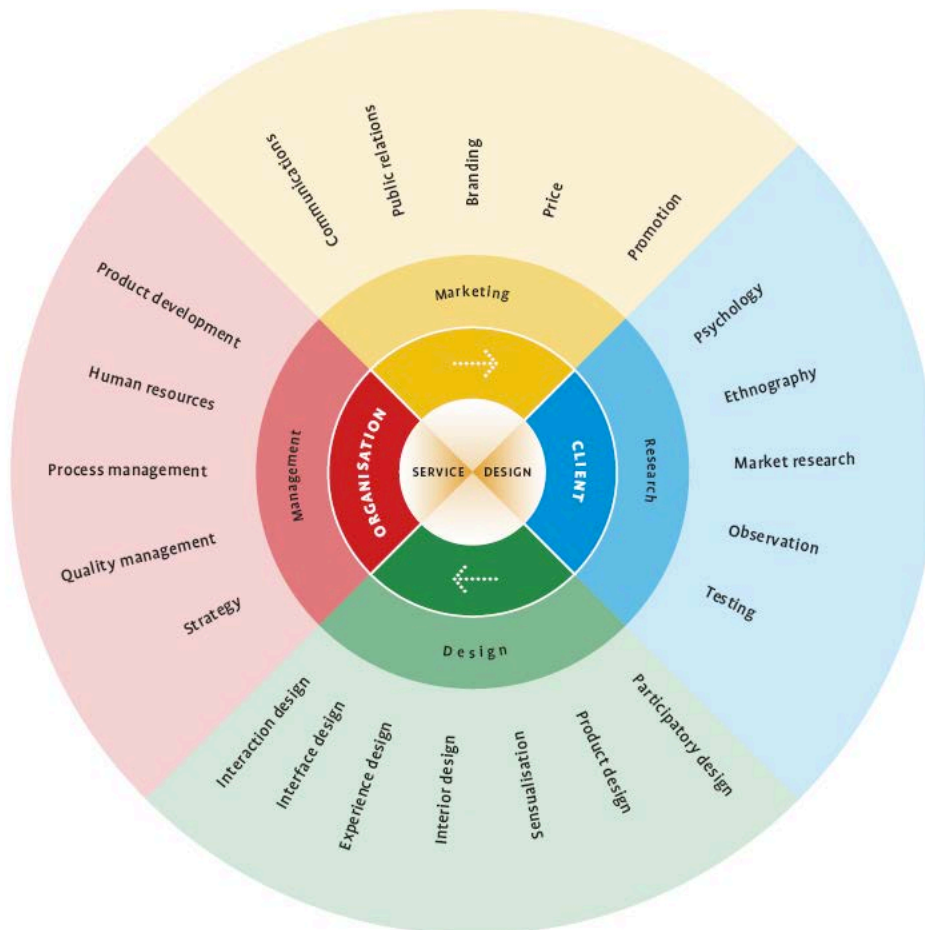 Communications
Public relations
Branding
Price
Promotion
Marketing
Psychology
Ethnography
Market research
Observation
Testing
Research
CLIENT
Product development
Human resources
Process management
Quality management
Strategy
Management
ORGANISATION
SERVICE DESIGN
Design
Interaction design
Interface design
Experience design
Interior design
Sensualisation
Product design
Participatory design